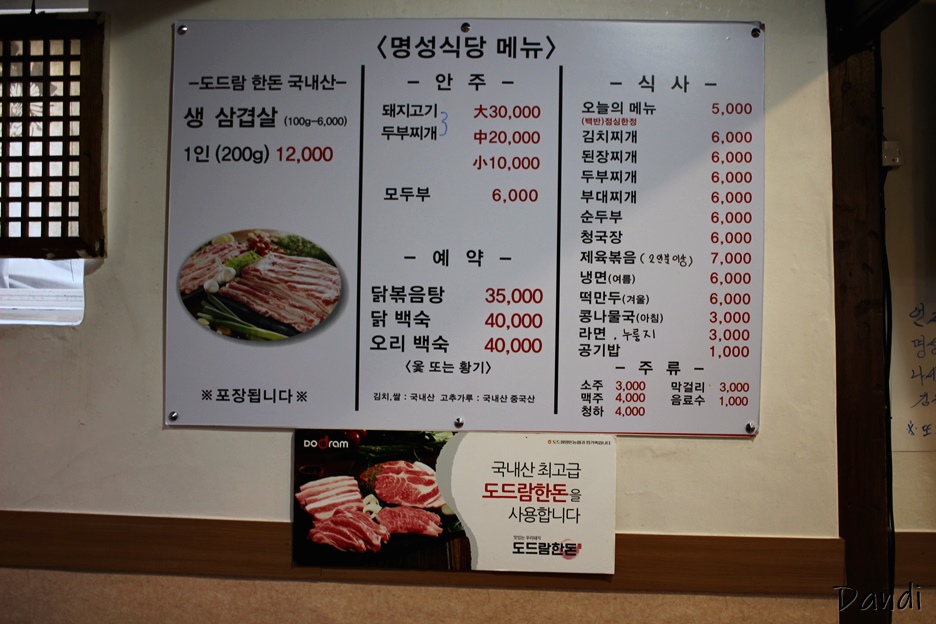 <명성식당 메뉴>
-도드람 한돈 국내산-
생 삼겹살 (100g-6,000)
1인 (200g) 12,000
※포장됩니다※
- 안 주 -
돼지고기 大30,000
두부찌개 中20,000
小10,000
모두부 6,000
- 예 약 -
닭볶음탕 35,000
닭 백숙 40,000
오리 백숙 40,000
<옻 또는 황기>
김치,쌀 : 국내산 고추가루 : 국내산 중국산
- 식 사 -
오늘의 메뉴 5,000
(백반)점심한정
김치찌개 6,000
된장찌개 6,000
두부찌개 6,000
부대찌개 6,000
순두부 6,000
청국장 6,000
제육볶음 (2인분 이상) 7,000
냉면(여름) 6,000
떡만두(겨울) 6,000
콩나물국(아침) 3,000
라면 . 누룽지 3,000
공기밥 1,000
- 주 류 -
소주 3,000 막걸리 3,000
맥주 4,000 음료수 1,000
청하 4,000
DoDram
국내산 최고급
도드람한돈을
사용합니다
도드람한돈
Dandi